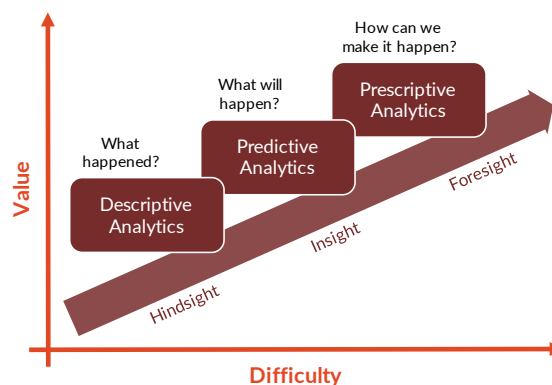 How can we
make it happen?
Prescriptive
Analytics
What will
happen?
Predictive
Analytics
What
happened?
Descriptive
Analytics
Hindsight
Insight
Foresight
Value
Difficulty